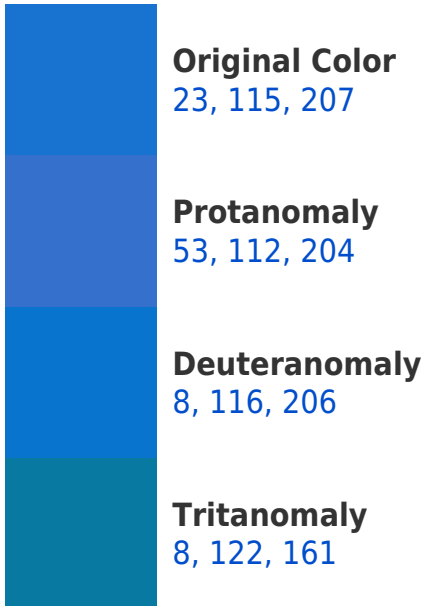 Original Color
23, 115, 207
Protanomaly
53, 112, 204
Deuteranomaly
8, 116, 206
Tritanomaly
8, 122, 161